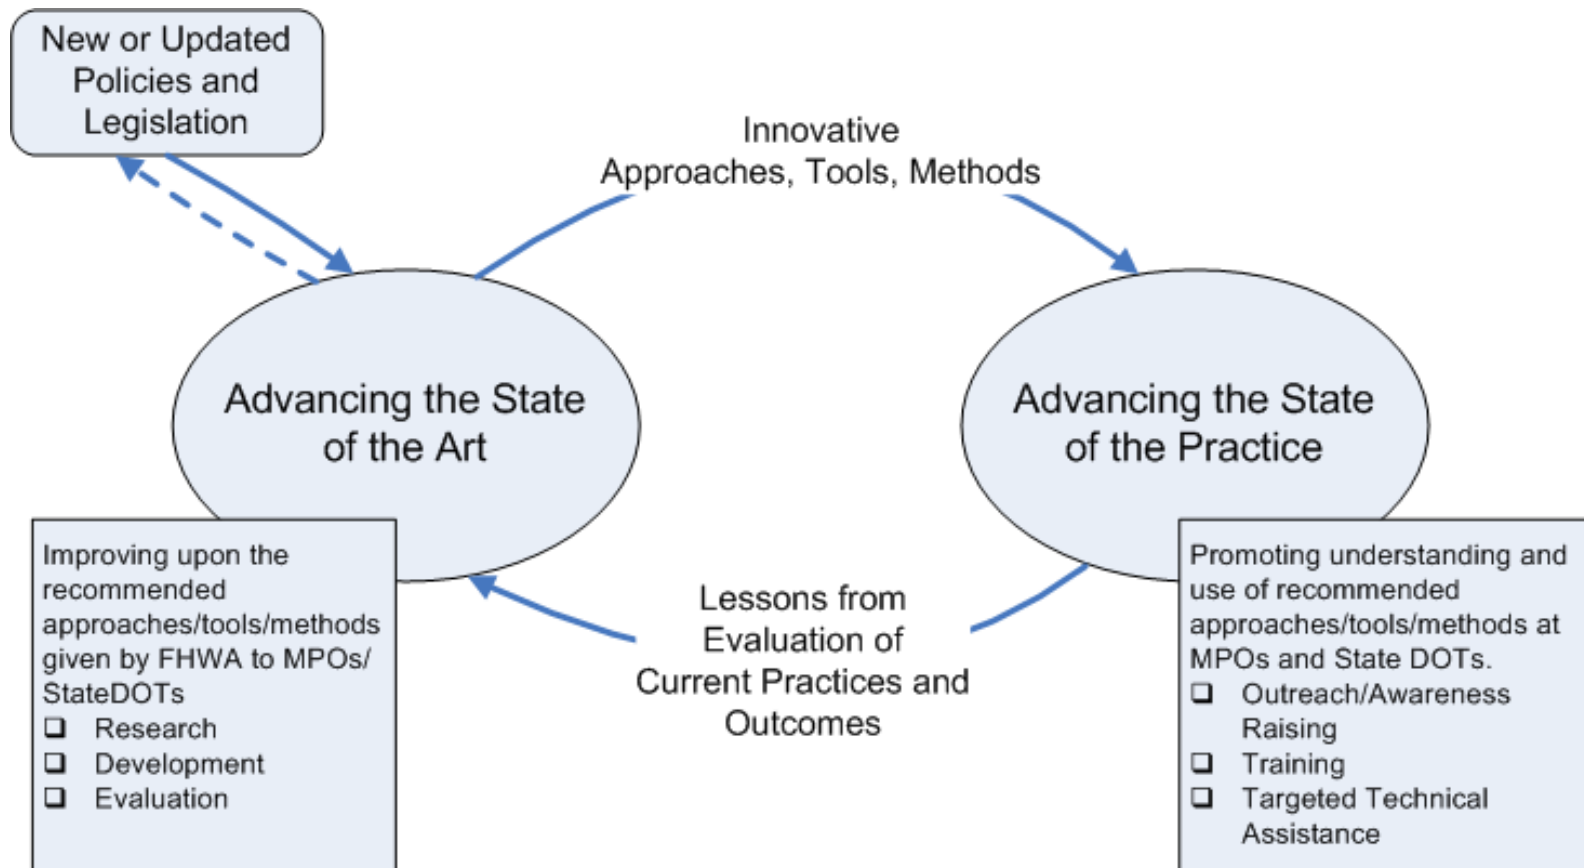 New or Updated
Policies and
Legislation
Innovative
Approaches, Tools, Methods
Advancing the State
of the Art
Advancing the State
of the Practice
Improving upon the
recommended
approaches/tools/methods
given by FHWA to MPOs/
StateDOTs
❑ Research
❑ Development
❑ Evaluation
Lessons from
Evaluation of
Current Practices and
Outcomes
Promoting understanding and
use of recommended
approaches/tools/methods at
MPOs and State DOTs.
❑ Outreach/Awareness
Raising
❑ Training
❑ Targeted Technical
Assistance